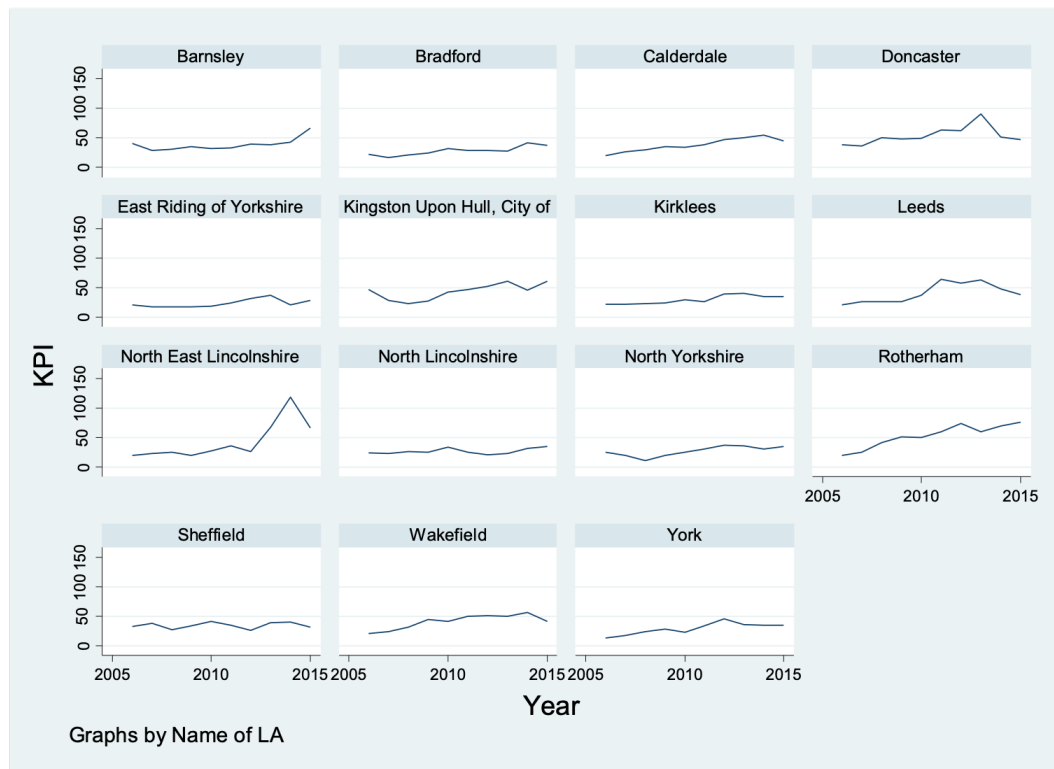 Barnsley Bradford Calderdale Doncaster
150
100
50
0
East Riding of Yorkshire Kingston Upon Hull, City of Kirklees Leeds
150
100
50
0
North East Lincolnshire North Lincolnshire North Yorkshire Rotherham
150
100
50
0
2005 2010 2015
Sheffield Wakefield York
150
100
50
0
2005 2010 2015 2005 2010 2015 2005 2010 2015
KPI
Year
Graphs by Name of LA